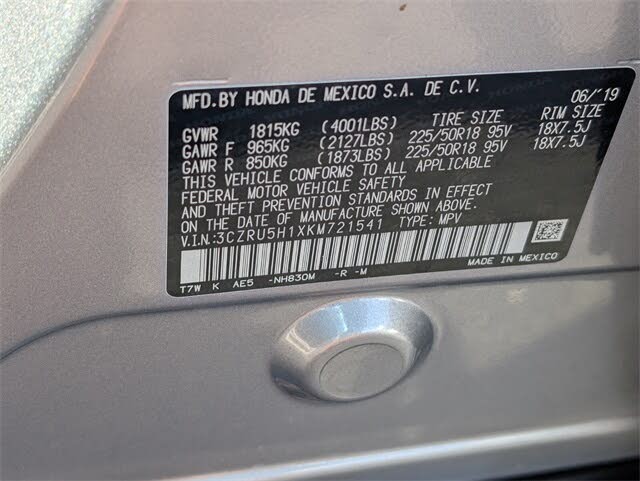 MFD.BY HONDA DE MEXICO S.A. DE C.V. 06/'19
GVWR 1815KG (4001LBS) TIRE SIZE RIM SIZE
GAWR F 965KG (2127LBS) 225/50R18 95V 18X7.5J
GAWR R 850KG (1873LBS) 225/50R18 95V 18X7.5J
THIS VEHICLE CONFORMS TO ALL APPLICABLE
FEDERAL MOTOR VEHICLE SAFETY
AND THEFT PREVENTION STANDARDS IN EFFECT
ON THE DATE OF MANUFACTURE SHOWN ABOVE.
V.I.N:3CZRU5H1XKM721541 TYPE: MPV
T7W K AE5 -NH830M -R -M MADE IN MEXICO